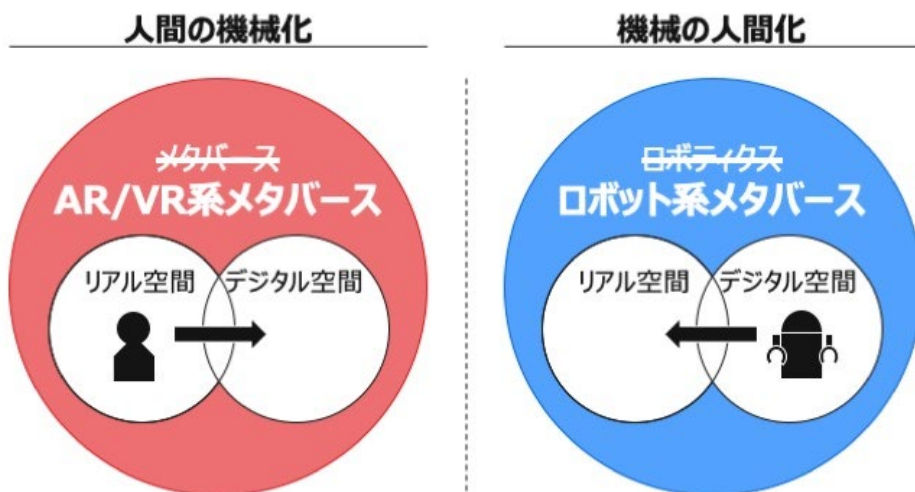 人間の機械化
メタバース
AR/VR系メタバース
リアル空間
デジタル空間
機械の人間化
ロボティクス
ロボット系メタバース
リアル空間
デジタル空間